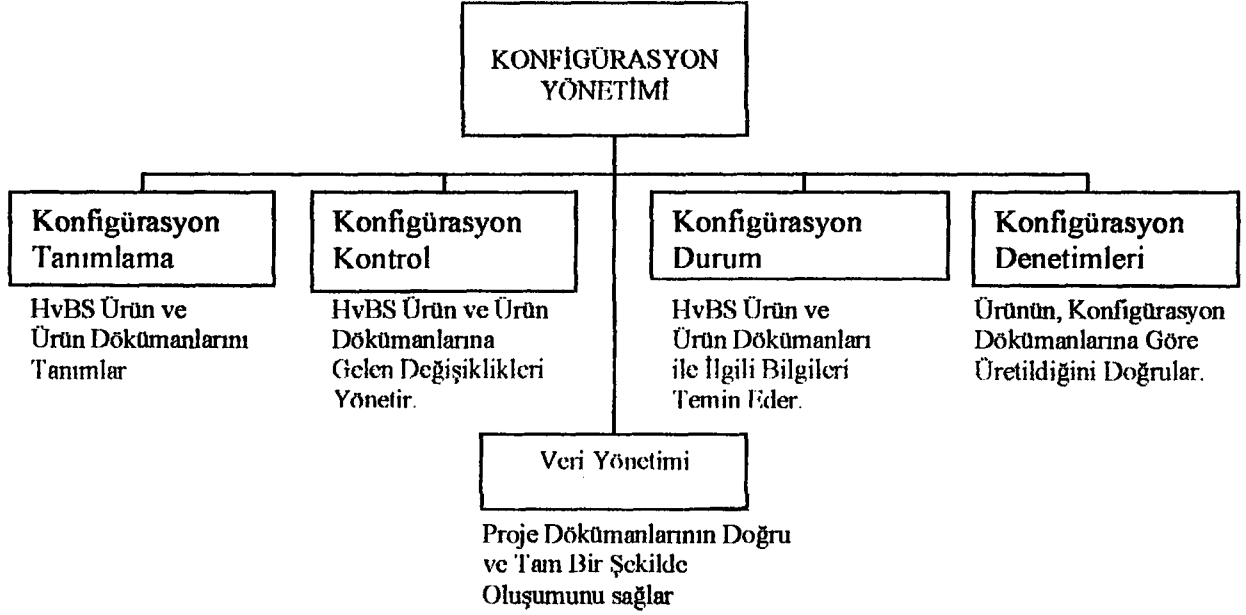 KONFİGÜRASYON
YÖNETİMİ
Konfigürasyon
Tanımlama
HvBS Ürün ve
Ürün Dökümanlarını
Tanımlar
Konfigürasyon
Kontrol
HvBS Ürün ve Ürün
Dökümanlarına
Gelen Değişiklikleri
Yönetir.
Konfigürasyon
Durum
HvBS Ürün ve
Ürün Dökümanları
ile İlgili Bilgileri
Temin Eder.
Konfigürasyon
Denetimleri
Ürünün, Konfigürasyon
Dökümanlarına Göre
Üretildiğini Doğrular.
Veri Yönetimi
Proje Dökümanlarının Doğru
ve Tam Bir Şekilde
Oluşumunu sağlar